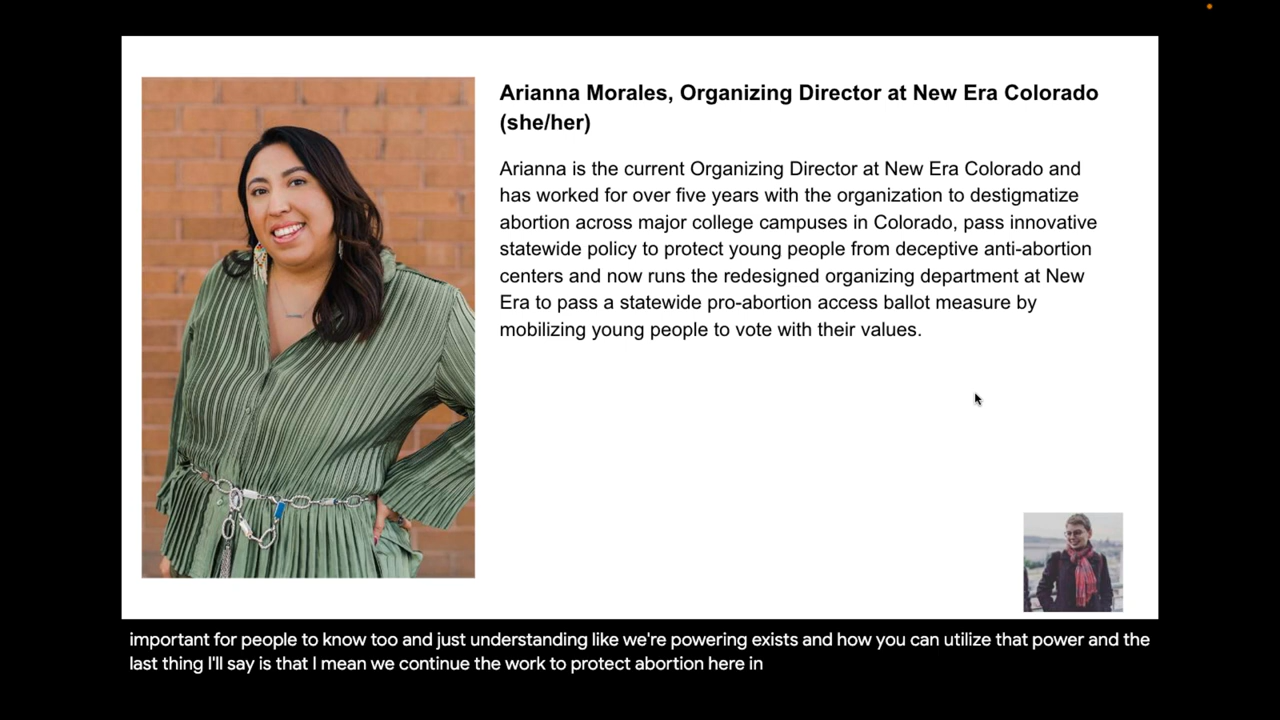 Arianna Morales, Organizing Director at New Era Colorado
(she/her)
Arianna is the current Organizing Director at New Era Colorado and
has worked for over five years with the organization to destigmatize
abortion across major college campuses in Colorado, pass innovative
statewide policy to protect young people from deceptive anti-abortion
centers and now runs the redesigned organizing department at New
Era to pass a statewide pro-abortion access ballot measure by
mobilizing young people to vote with their values.
important for people to know too and just understanding like we're powering exists and how you can utilize that power and the
last thing I'll say is that I mean we continue the work to protect abortion here in